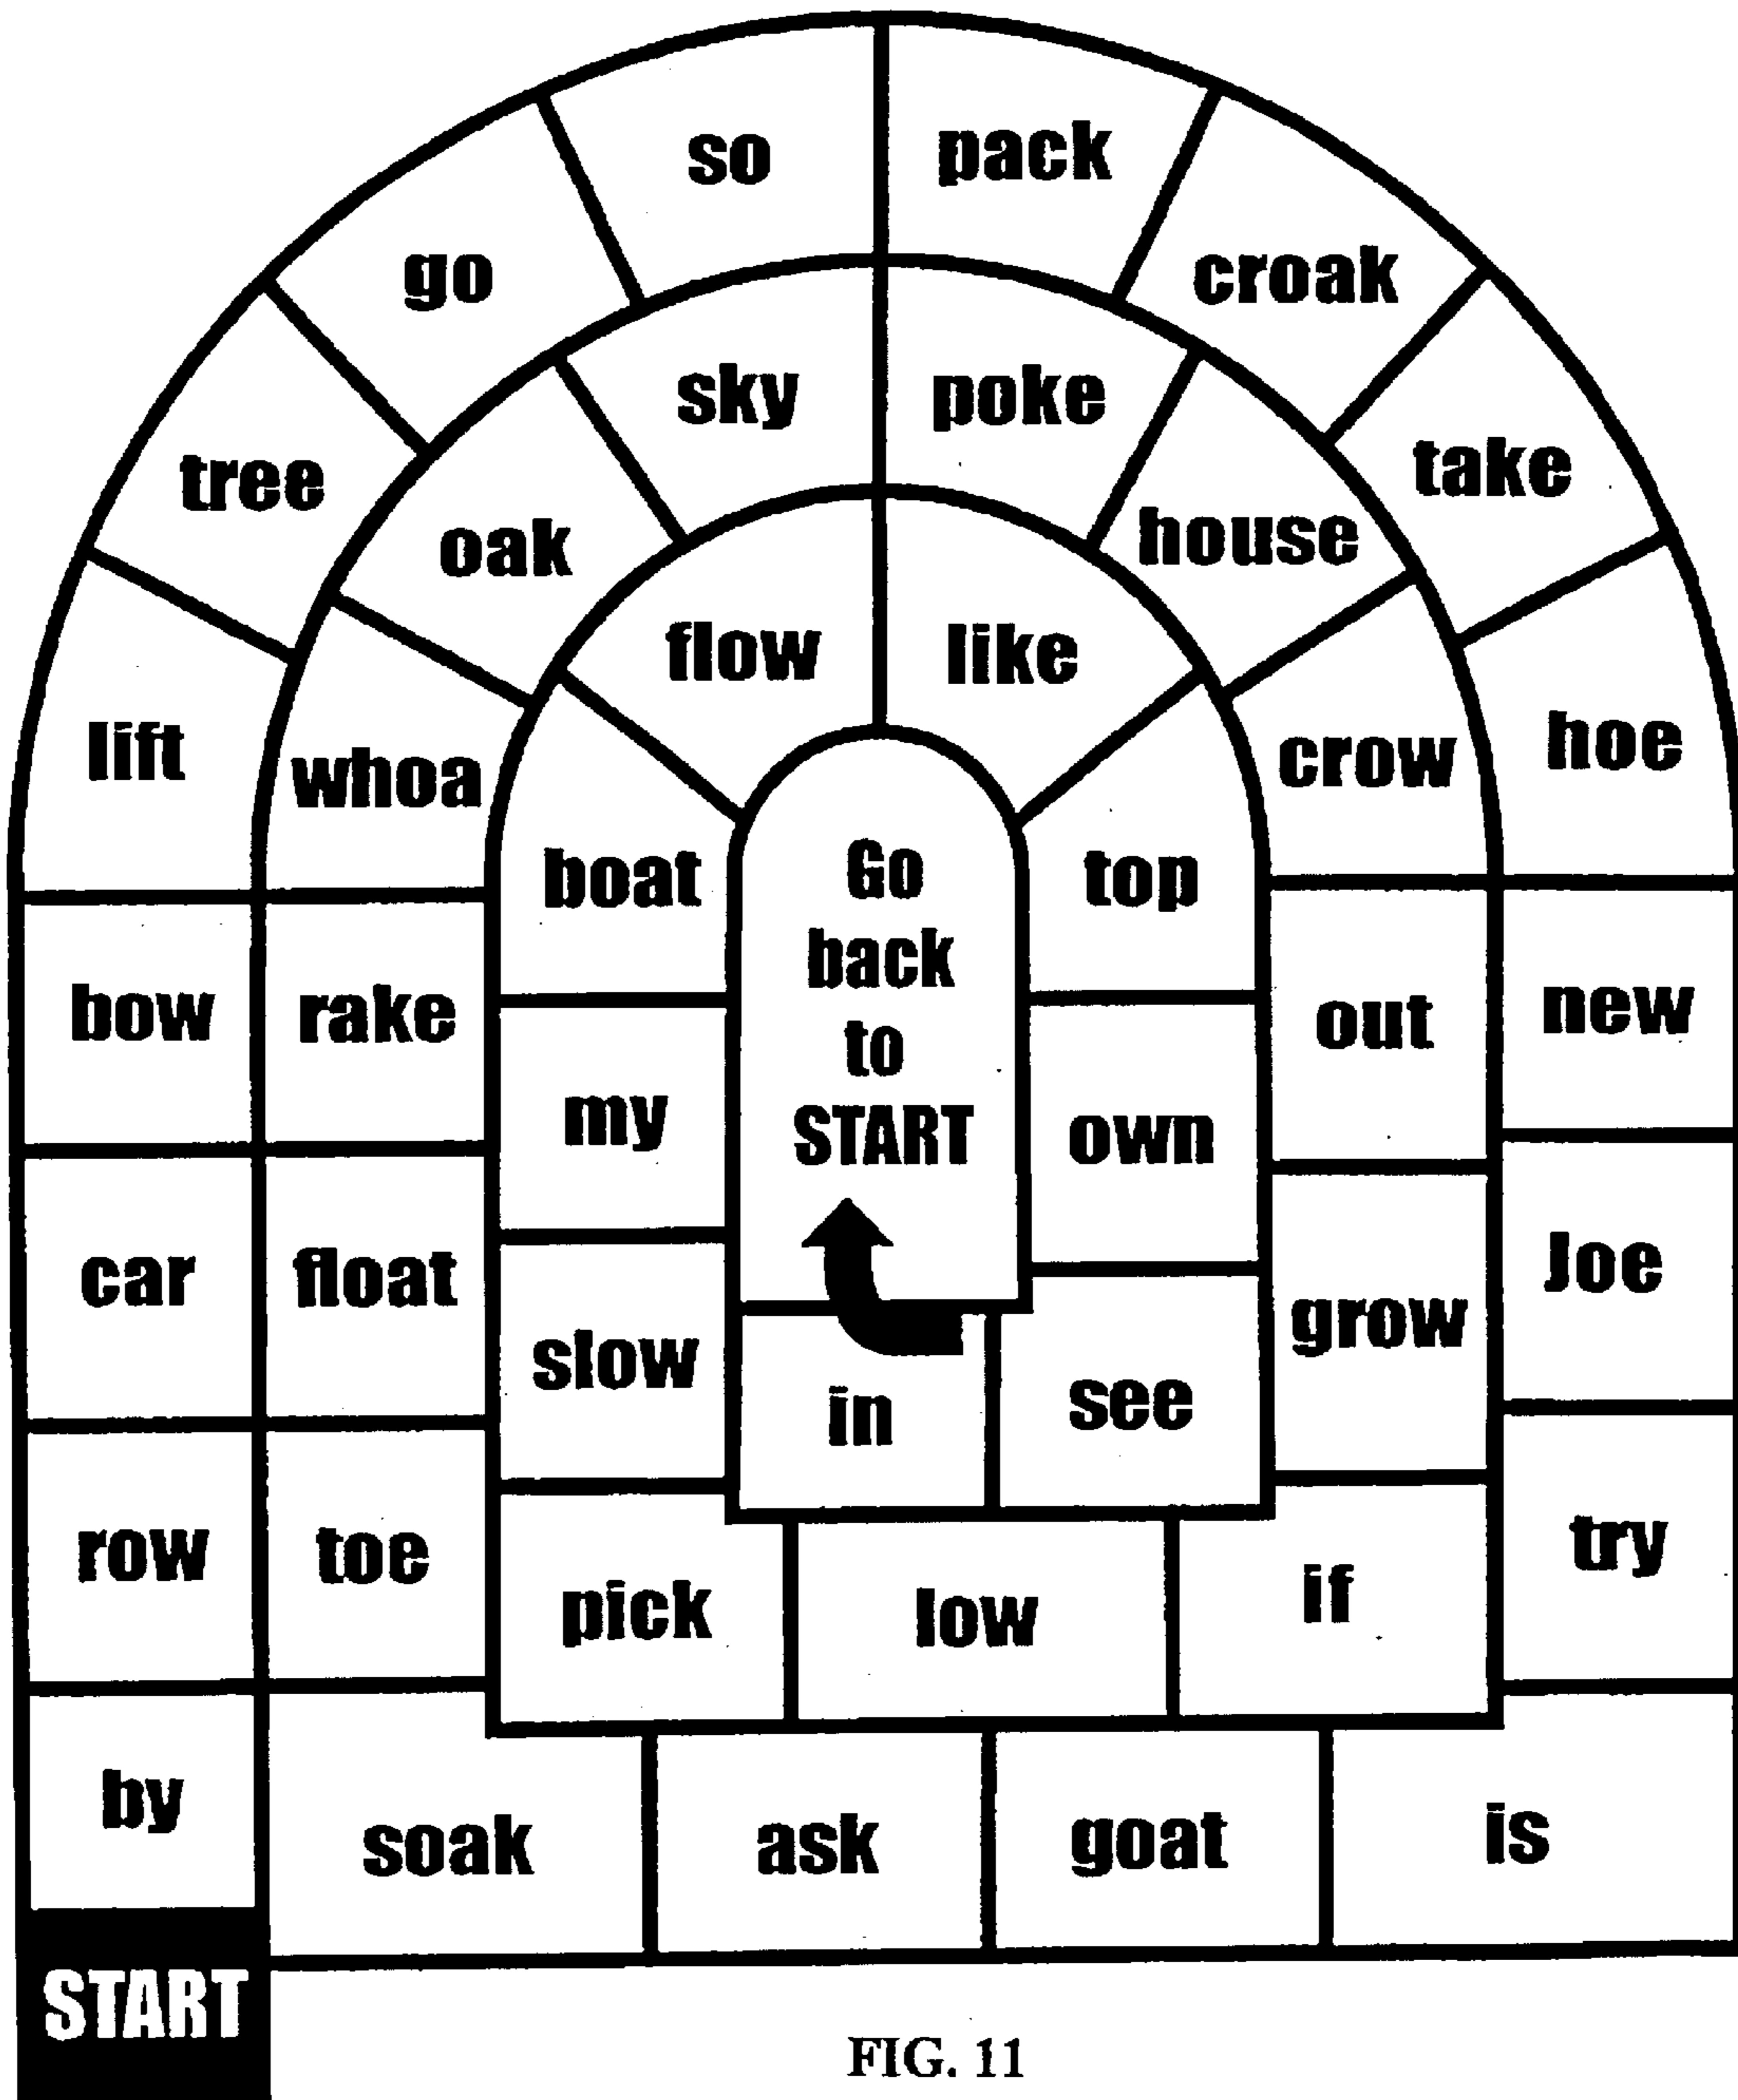 so
pack
go
croak
sky
poke
tree
take
oak
house
flow
like
lift
whoa
crow
hoe
boat
Go
back
to
START
top
bow
rake
out
new
my
own
car
float
Joe
slow
grow
in
see
row
toe
try
pick
low
if
by
soak
ask
goat
is
START
FIG. 11